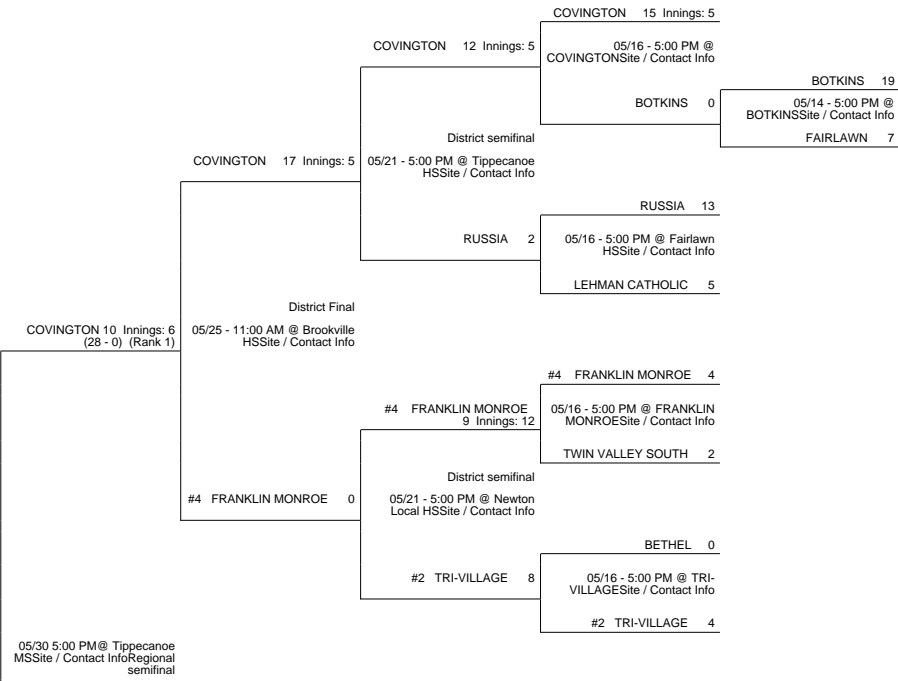 COVINGTON 15 Innings: 5
05/16 - 5:00 PM @
COVINGTONSite / Contact Info
COVINGTON 12 Innings: 5
BOTKINS 19
BOTKINS 0
05/14 - 5:00 PM @
BOTKINSSite / Contact Info
FAIRLAWN 7
District semifinal
COVINGTON 17 Innings: 5
05/21 - 5:00 PM @ Tippecanoe
HSSite / Contact Info
RUSSIA 13
RUSSIA 2
05/16 - 5:00 PM @ Fairlawn
HSSite / Contact Info
LEHMAN CATHOLIC 5
District Final
COVINGTON 10 Innings: 6
(28 - 0) (Rank 1)
05/25 - 11:00 AM @ Brookville
HSSite / Contact Info
#4 FRANKLIN MONROE 4
#4 FRANKLIN MONROE
9 Innings: 12
05/16 - 5:00 PM @ FRANKLIN
MONROESite / Contact Info
TWIN VALLEY SOUTH 2
District semifinal
#4 FRANKLIN MONROE 0
05/21 - 5:00 PM @ Newton
Local HSSite / Contact Info
BETHEL 0
#2 TRI-VILLAGE 8
05/16 - 5:00 PM @ TRI-
VILLAGESite / Contact Info
#2 TRI-VILLAGE 4
05/30 5:00 PM@ Tippecanoe
MSSite / Contact InfoRegional
semifinal